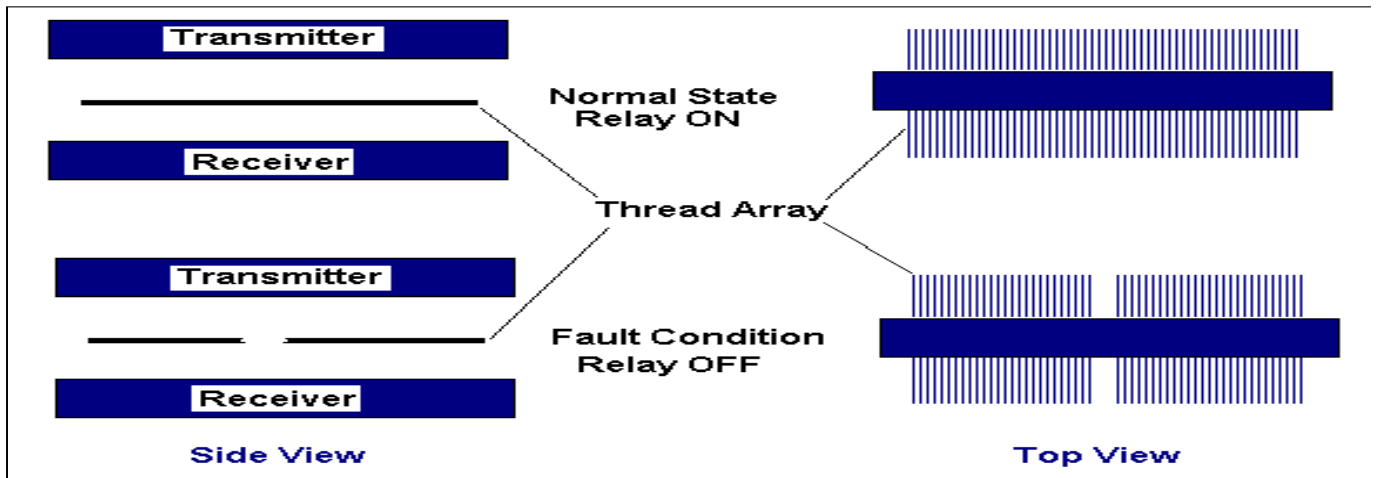 Transmitter
Normal State
Relay ON
Receiver
Thread Array
Transmitter
Fault Condition
Relay OFF
Receiver
Side View
Top View